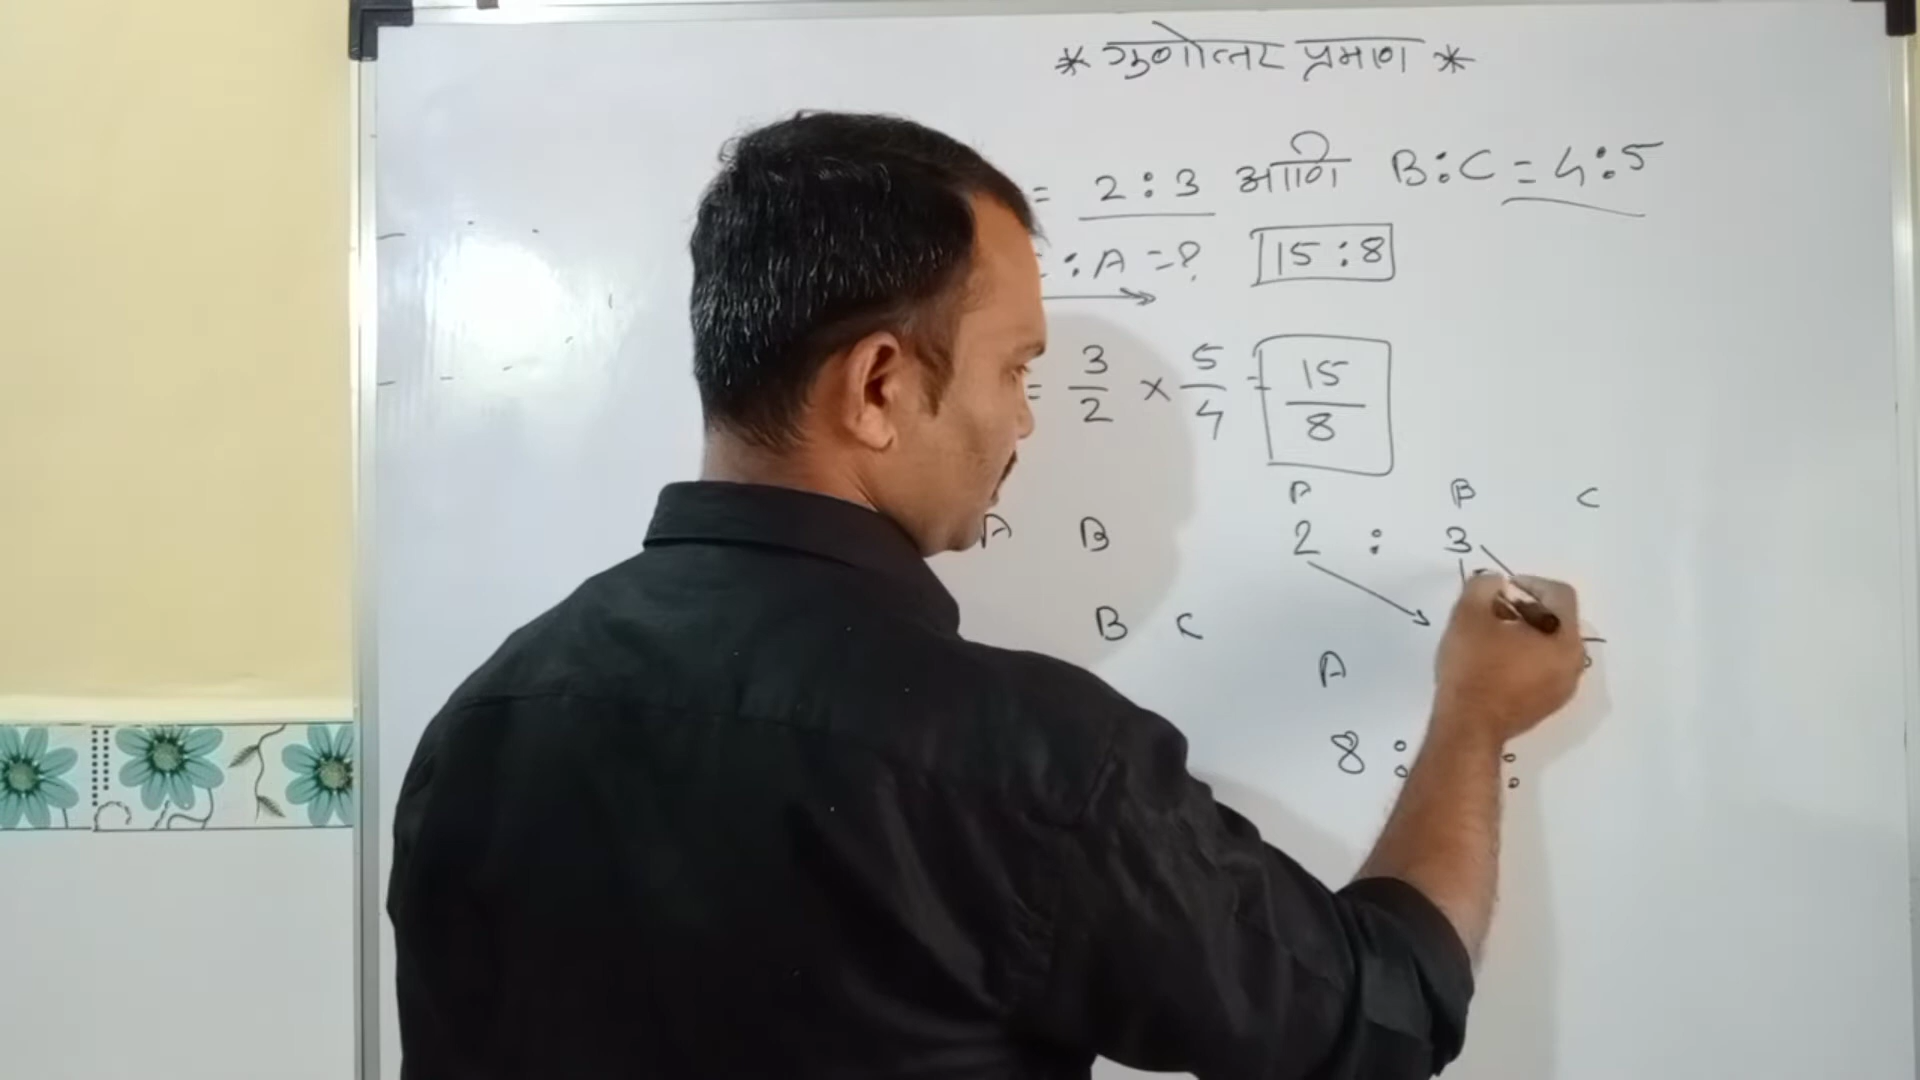 * गुणोत्तर प्रमाण *
= 2 : 3 आणि B : C = 4 : 5
: A = ? 15 : 8
= 3/2 × 5/4 = 15/8
A B C
A B 2 : 3
B C
A
8 : :